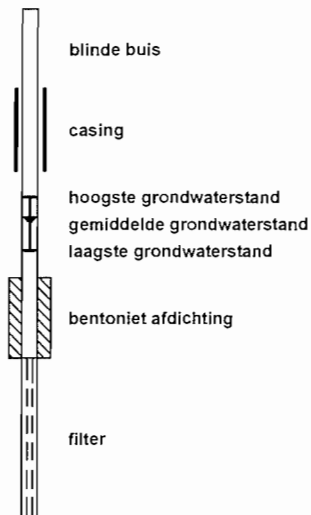 blinde buis
casing
hoogste grondwaterstand
gemiddelde grondwaterstand
laagste grondwaterstand
bentoniet afdichting
filter